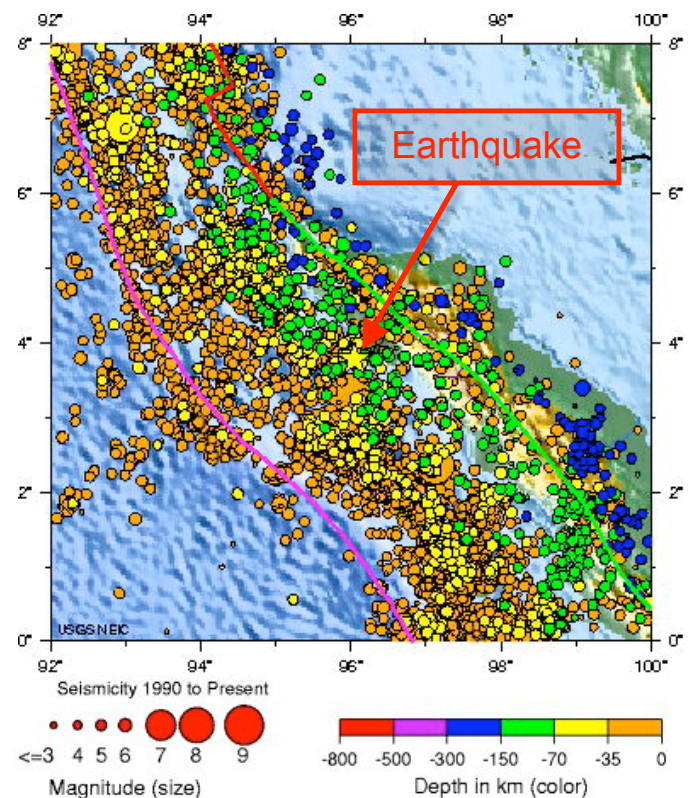 92° 94° 96° 98° 100°
8° 8°
Earthquake
6° 6°
4° 4°
2° 2°
0° 0°
USGS NEIC
92° 94° 96° 98° 100°
Seismicity 1990 to Present
<=3 4 5 6 7 8 9
Magnitude (size)
-800 -500 -300 -150 -70 -35 0
Depth in km (color)